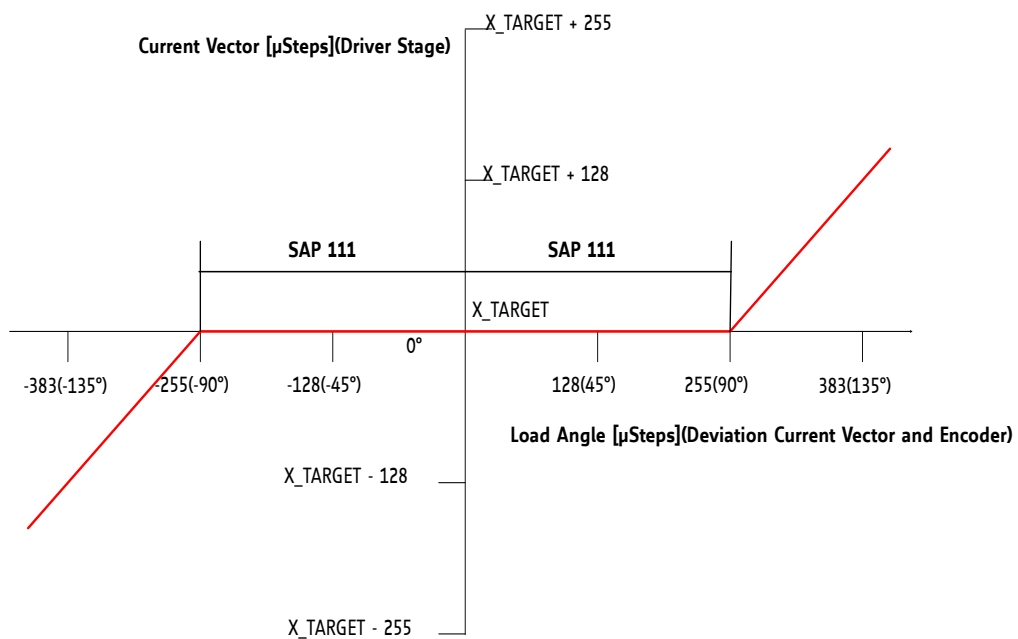 X_TARGET + 255
Current Vector [µSteps](Driver Stage)
X_TARGET + 128
SAP 111
SAP 111
X_TARGET
0°
-383(-135°)
-255(-90°)
-128(-45°)
128(45°)
255(90°)
383(135°)
Load Angle [µSteps](Deviation Current Vector and Encoder)
X_TARGET - 128
X_TARGET - 255